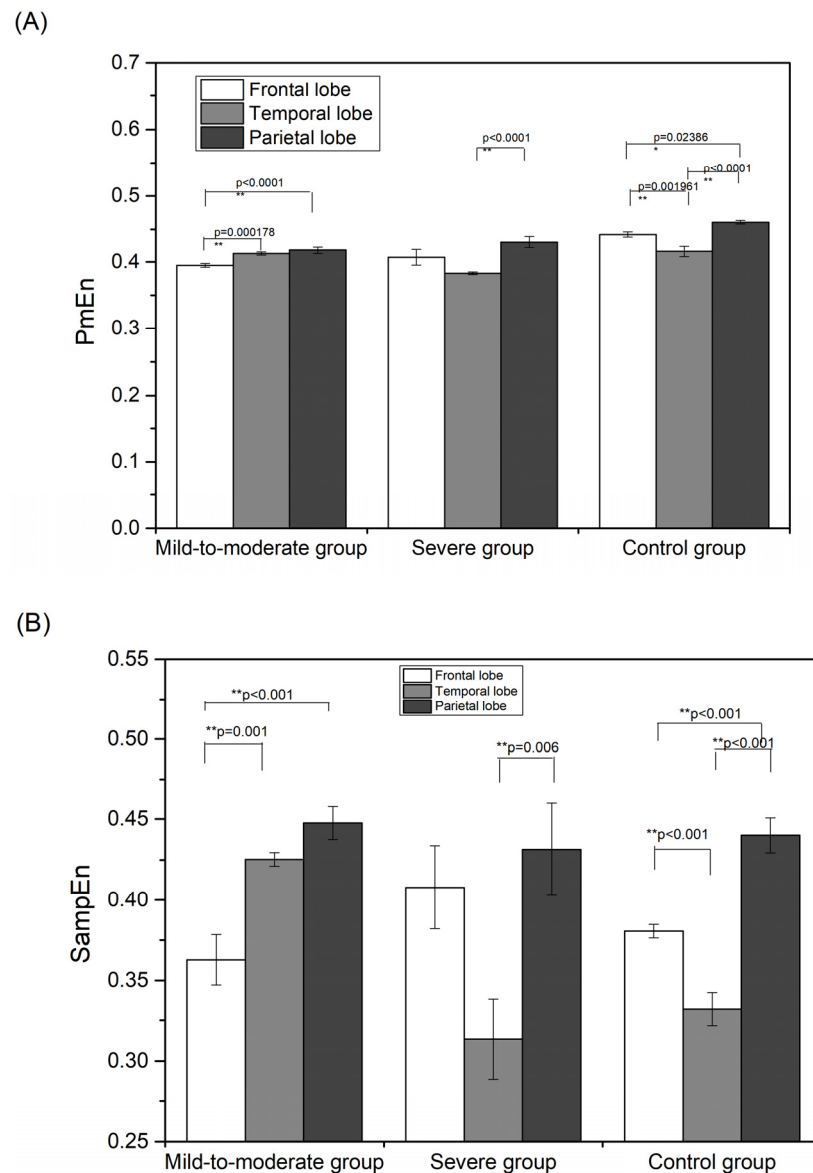 (A)
0.7
Frontal lobe
Temporal lobe
Parietal lobe
0.6
p<0.0001
**
p=0.02386
*
p<0.0001
**
0.5
p<0.0001
**
p=0.001961
**
p=0.000178
**
0.4
PmEn
0.3
0.2
0.1
0.0
Mild-to-moderate group Severe group Control group
(B)
0.55
Frontal lobe
Temporal lobe
Parietal lobe
**p<0.001
**p<0.001
0.50
**p=0.001
**p=0.006
**p<0.001
0.45
**p<0.001
0.40
SampEn
0.35
0.30
0.25
Mild-to-moderate group Severe group Control group